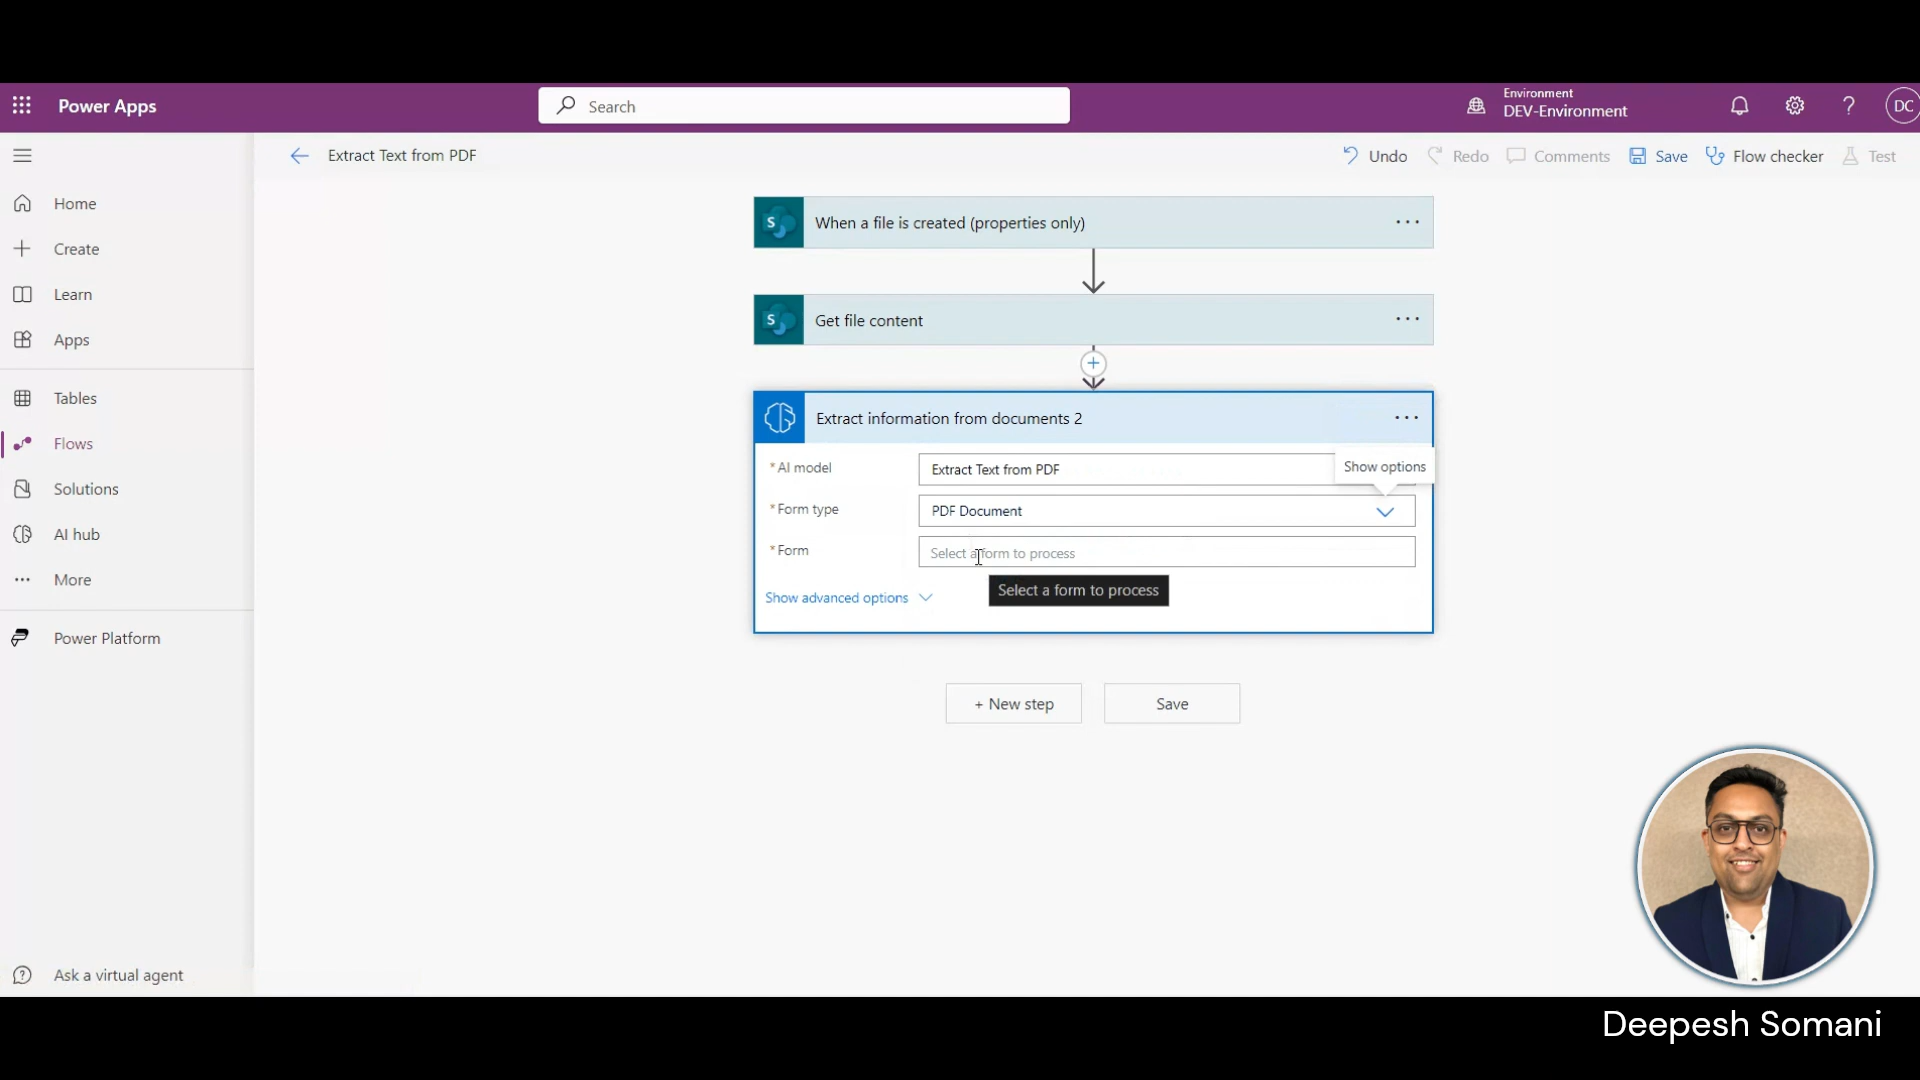 Power Apps
Search
Environment
DEV-Environment
DC
Extract Text from PDF
Undo
Redo
Comments
Save
Flow checker
Test
Home
Create
Learn
Apps
Tables
Flows
Solutions
AI hub
More
Power Platform
Ask a virtual agent
S
When a file is created (properties only)
S
Get file content
Extract information from documents 2
* AI model
Extract Text from PDF
Show options
* Form type
PDF Document
* Form
Select a form to process
Show advanced options
Select a form to process
+ New step
Save
Deepesh Somani